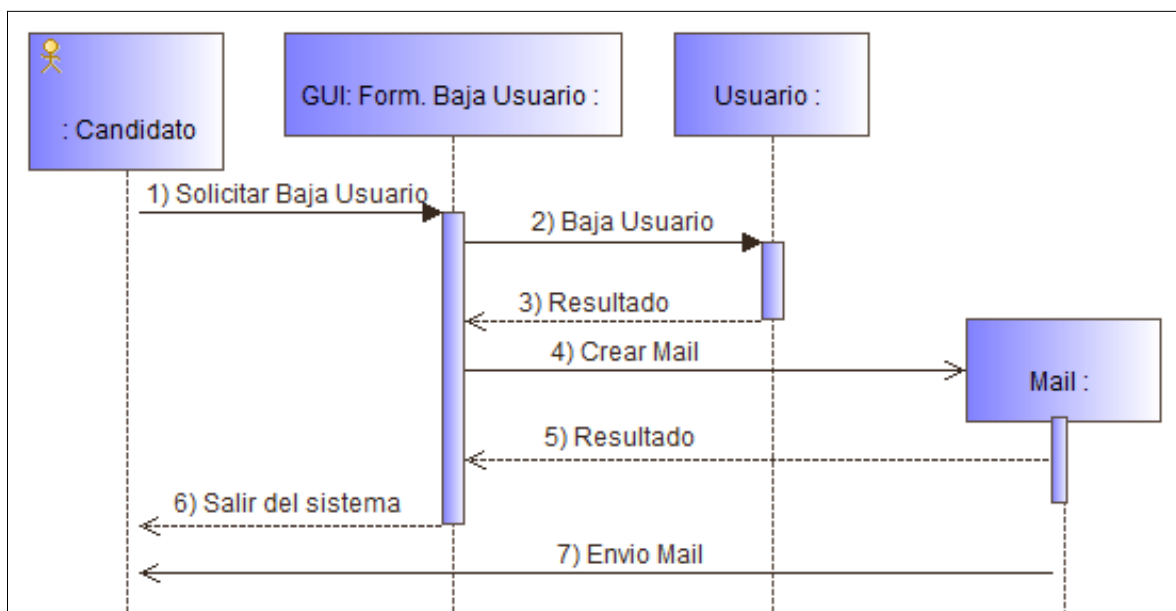 : Candidato
GUI: Form. Baja Usuario :
Usuario :
1) Solicitar Baja Usuario
2) Baja Usuario
3) Resultado
4) Crear Mail
Mail :
5) Resultado
6) Salir del sistema
7) Envio Mail